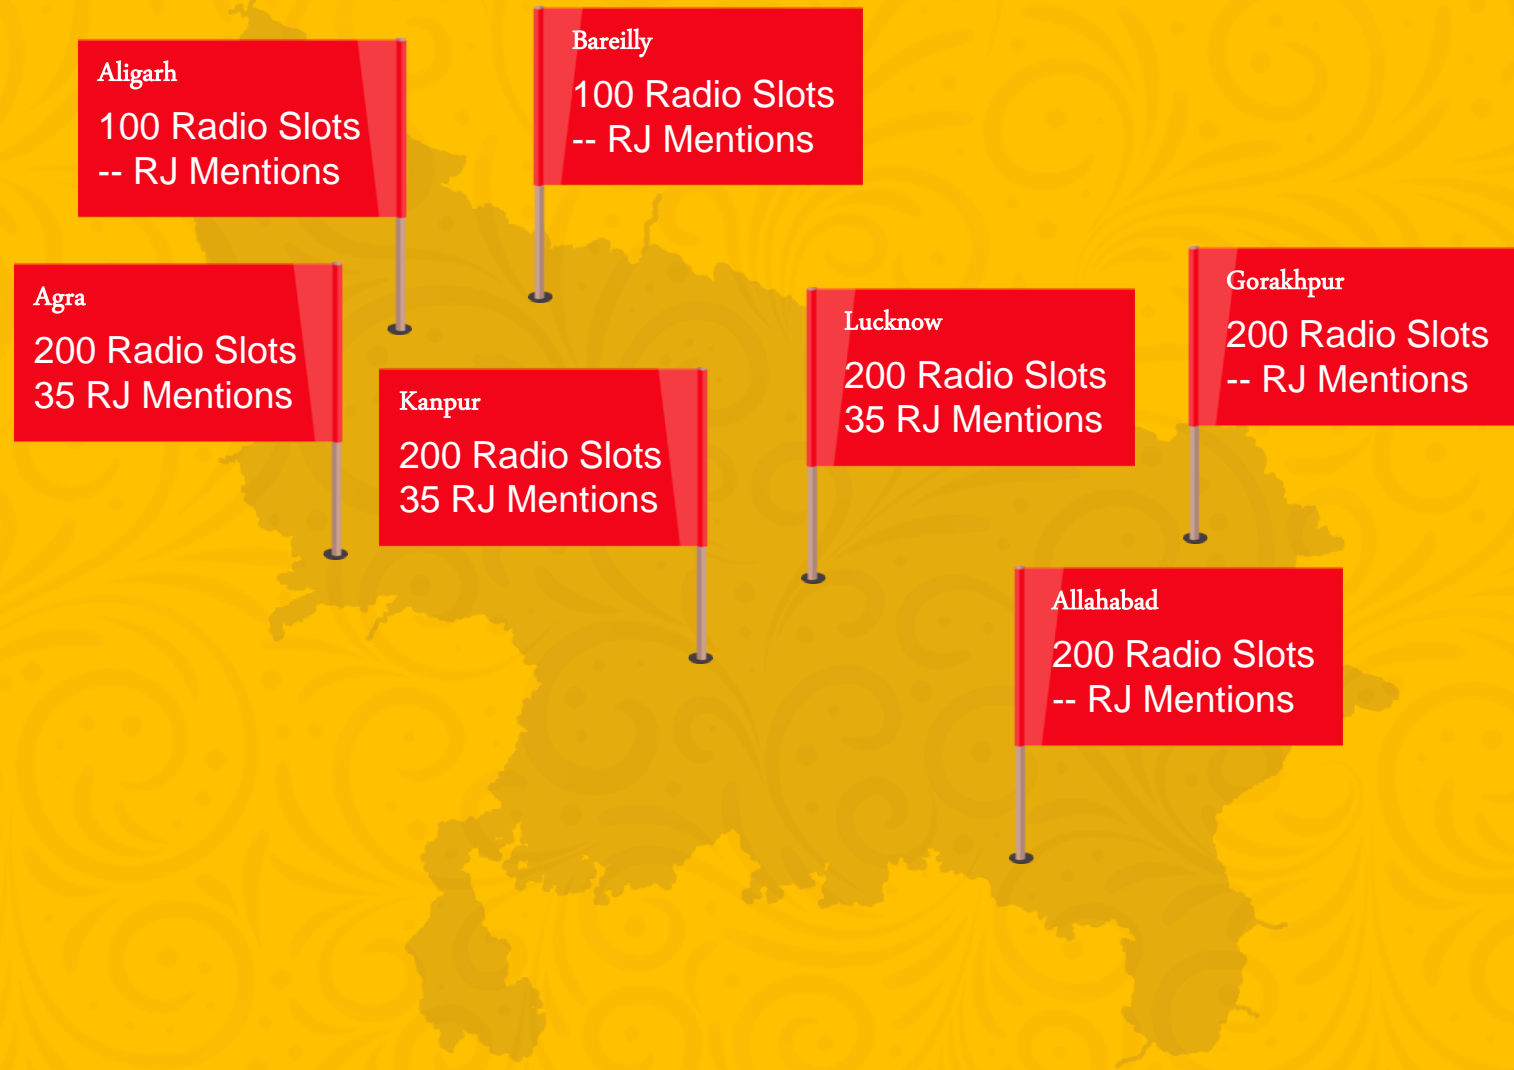 Bareilly
100 Radio Slots
-- RJ Mentions
Aligarh
100 Radio Slots
-- RJ Mentions
Agra
200 Radio Slots
35 RJ Mentions
Kanpur
200 Radio Slots
35 RJ Mentions
Lucknow
200 Radio Slots
35 RJ Mentions
Gorakhpur
200 Radio Slots
-- RJ Mentions
Allahabad
200 Radio Slots
-- RJ Mentions